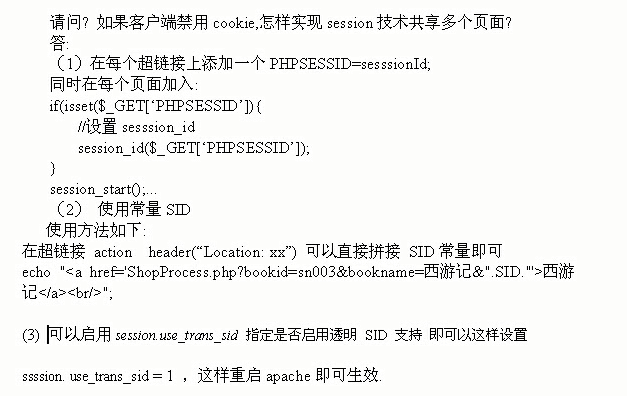 请问？如果客户端禁用 cookie,怎样实现 session 技术共享多个页面?
答:
（1）在每个超链接上添加一个 PHPSESSID=sesssionId;
同时在每个页面加入:
if(isset($_GET[‘PHPSESSID’]){
//设置 sesssion_id
session_id($_GET[‘PHPSESSID’]);
}
session_start();...
（2） 使用常量 SID
使用方法如下:
在超链接 action header(“Location: xx”) 可以直接拼接 SID 常量即可
echo "<a href='ShopProcess.php?bookid=sn003&bookname=西游记&".SID."'>西游
记</a><br/>";
(3) 可以启用 session.use_trans_sid 指定是否启用透明 SID 支持 即可以这样设置
ssssion. use_trans_sid = 1 ，这样重启 apache 即可生效.